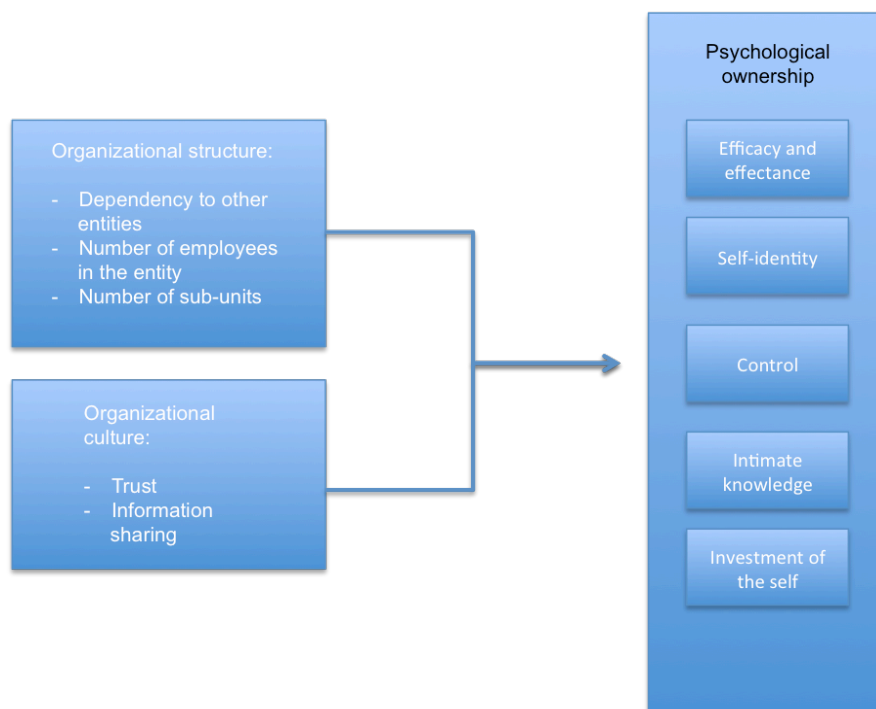 Organizational structure:
- Dependency to other
entities
- Number of employees
in the entity
- Number of sub-units
Organizational
culture:
- Trust
- Information
sharing
Psychological
ownership
Efficacy and
effectance
Self-identity
Control
Intimate
knowledge
Investment of
the self